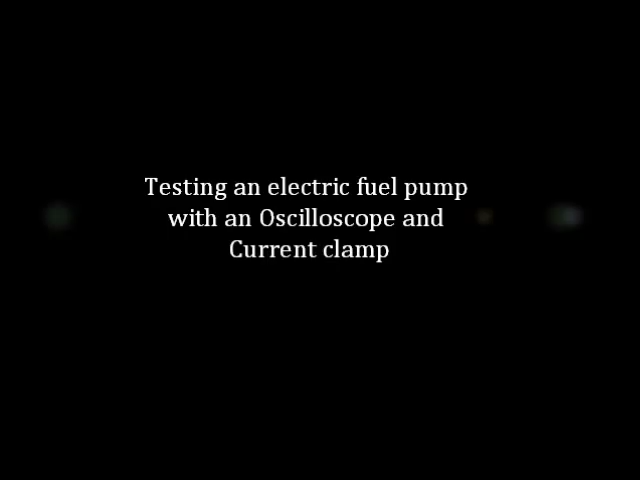 Testing an electric fuel pump
with an Oscilloscope and
Current clamp